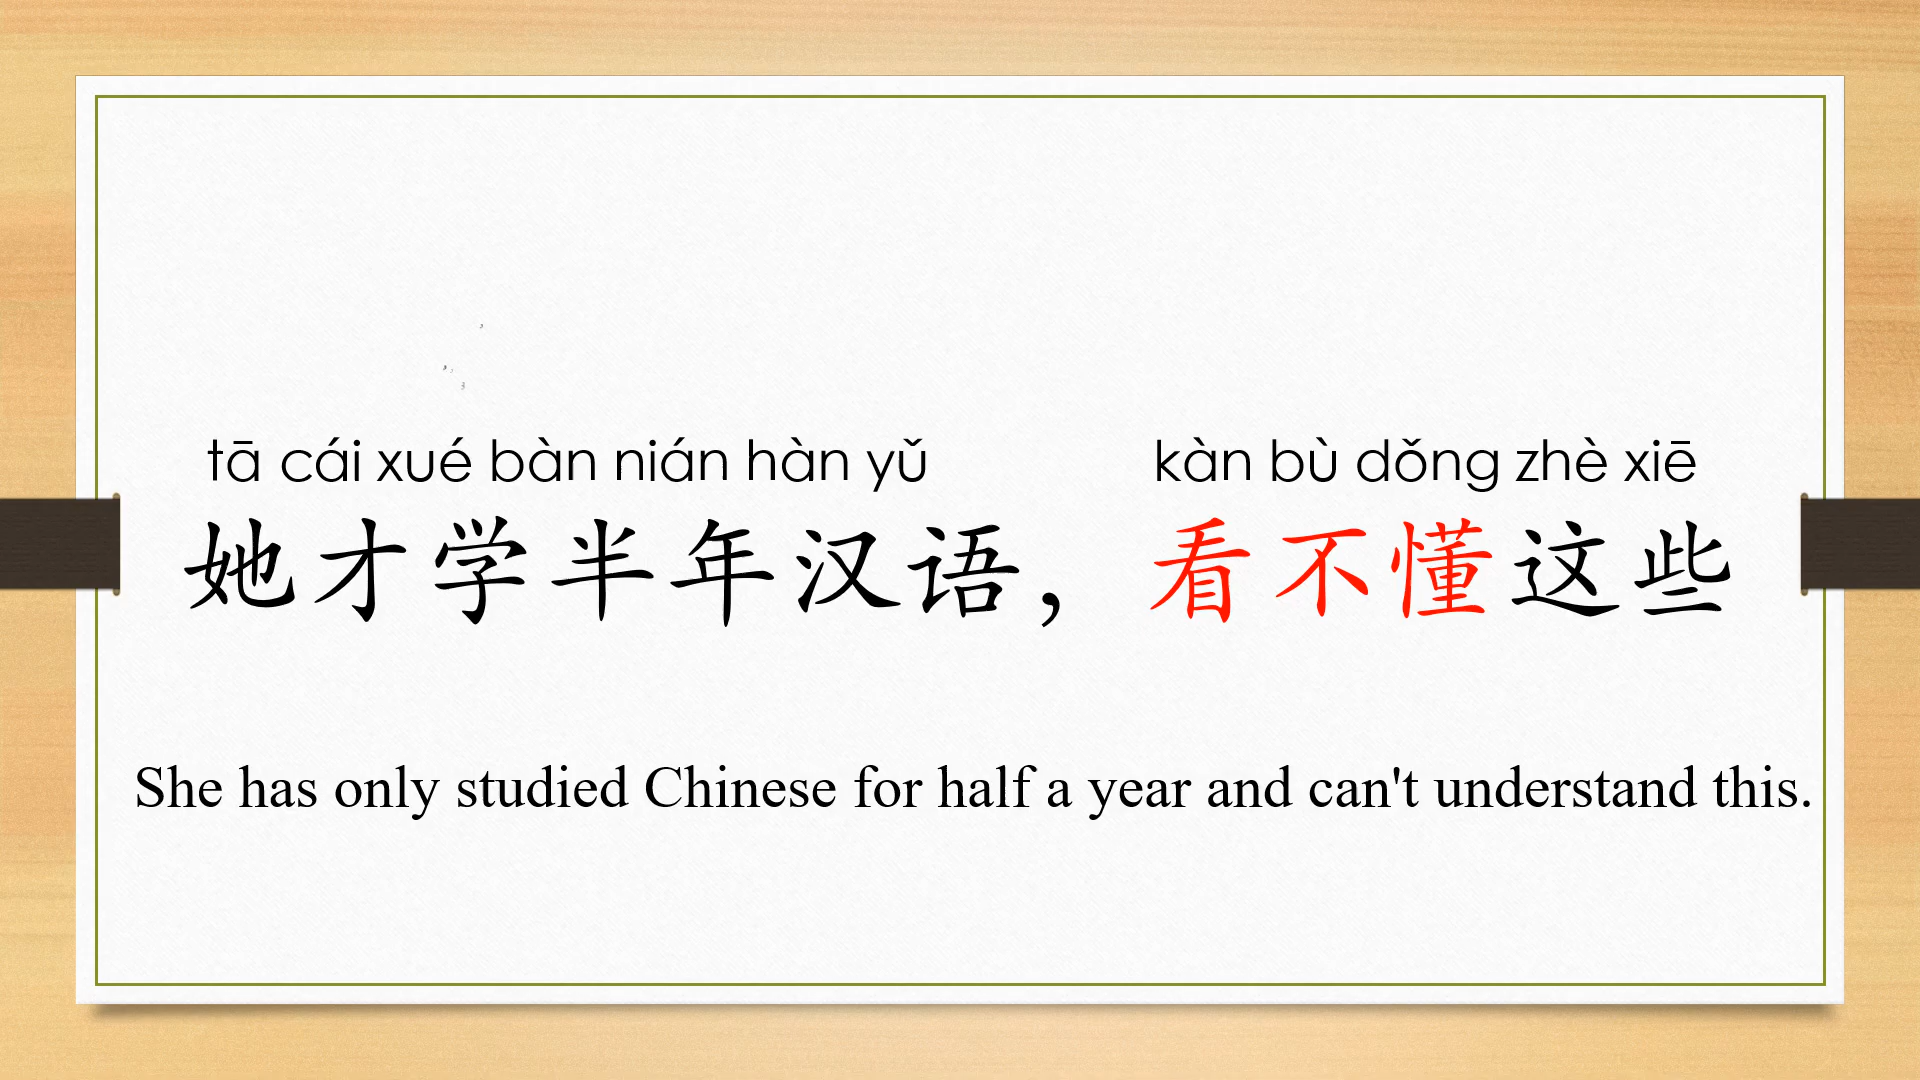 tā cái xué bàn nián hàn yǔ kàn bù dǒng zhè xiē
她才学半年汉语，看不懂这些
She has only studied Chinese for half a year and can't understand this.